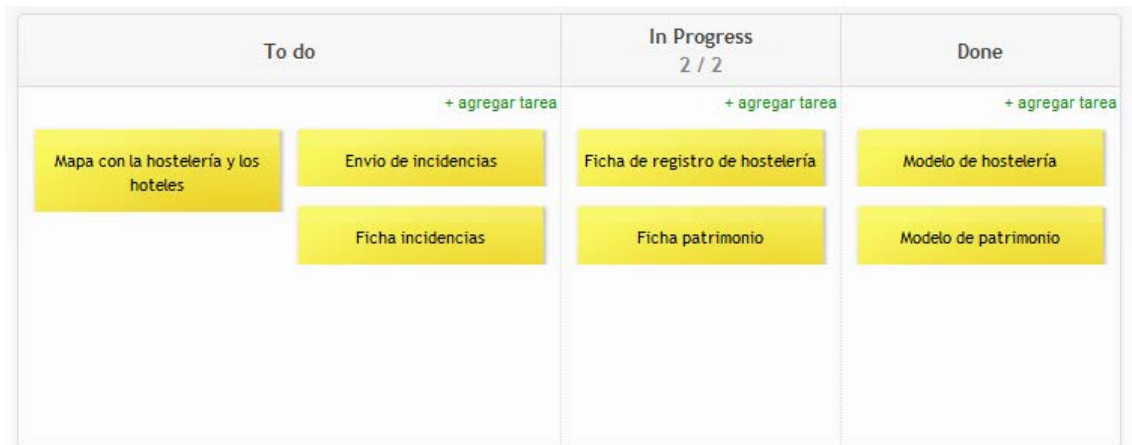 To do
In Progress
2 / 2
Done
+ agregar tarea
+ agregar tarea
+ agregar tarea
Mapa con la hostelería y los
hoteles
Envio de incidencias
Ficha de registro de hostelería
Modelo de hostelería
Ficha incidencias
Ficha patrimonio
Modelo de patrimonio